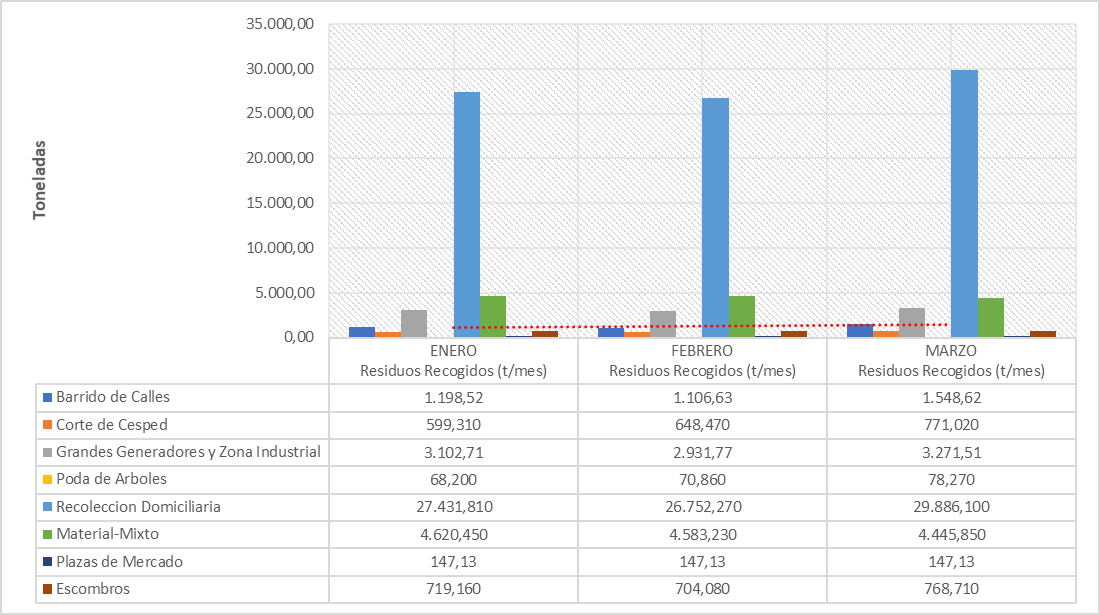 Toneladas
35.000,00
30.000,00
25.000,00
20.000,00
15.000,00
10.000,00
5.000,00
0,00
ENERO FEBRERO MARZO
Residuos Recogidos (t/mes) Residuos Recogidos (t/mes) Residuos Recogidos (t/mes)
Barrido de Calles 1.198,52 1.106,63 1.548,62
Corte de Cesped 599,310 648,470 771,020
Grandes Generadores y Zona Industrial 3.102,71 2.931,77 3.271,51
Poda de Arboles 68,200 70,860 78,270
Recoleccion Domiciliaria 27.431,810 26.752,270 29.886,100
Material-Mixto 4.620,450 4.583,230 4.445,850
Plazas de Mercado 147,13 147,13 147,13
Escombros 719,160 704,080 768,710